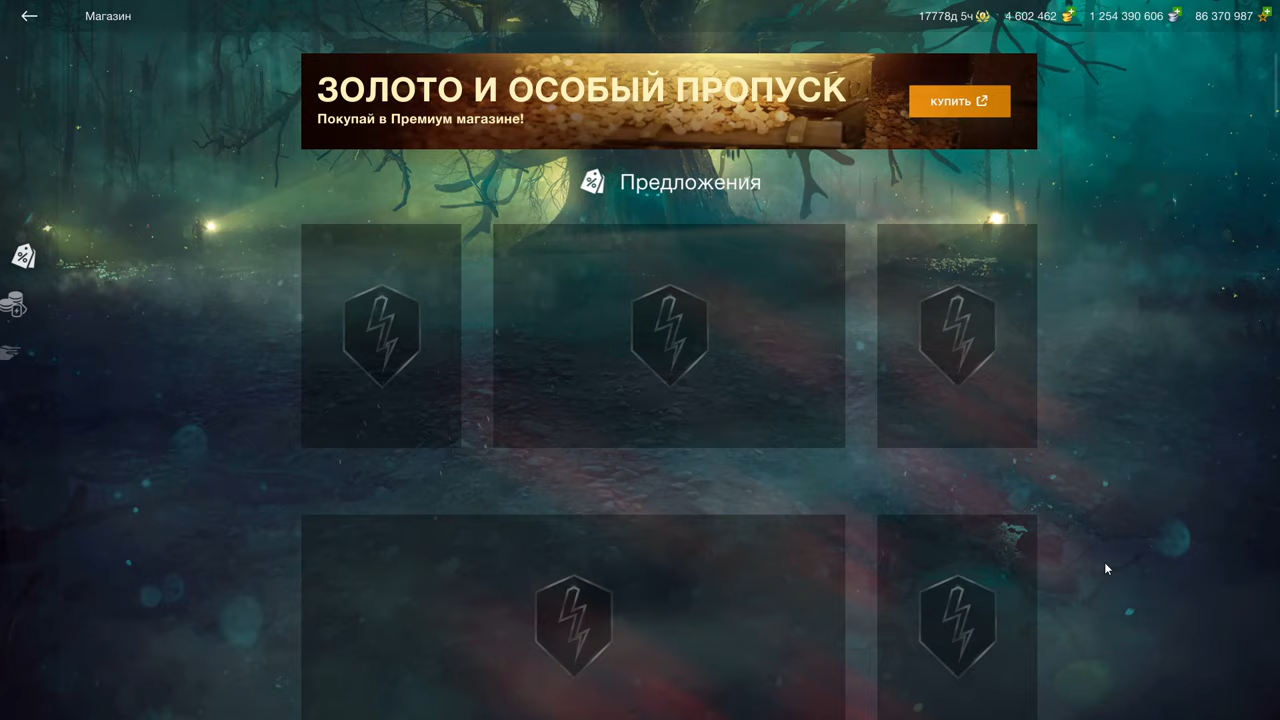 Магазин
17778д 5ч
4 602 462
1 254 390 606
86 370 987
ЗОЛОТО И ОСОБЫЙ ПРОПУСК
Покупай в Премиум магазине!
КУПИТЬ
Предложения